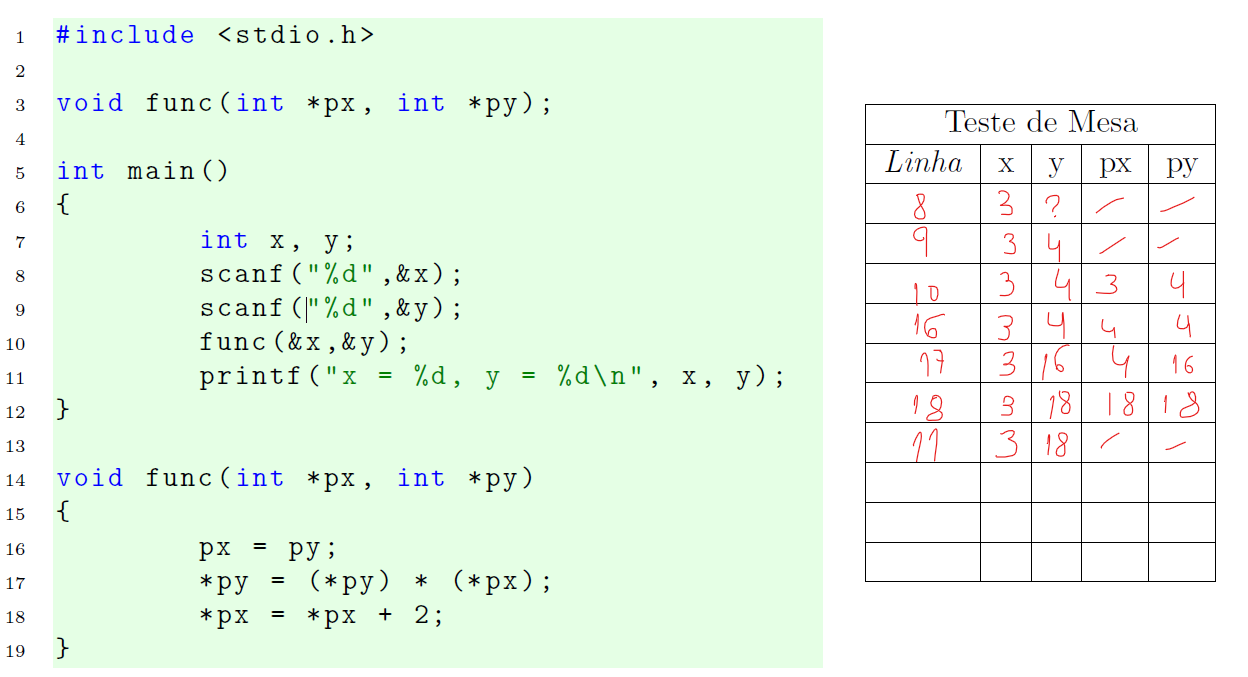 1 #include <stdio.h>
2
3 void func(int *px, int *py);
4
5 int main()
6 {
7 int x, y;
8 scanf("%d",&x);
9 scanf("%d",&y);
10 func(&x,&y);
11 printf("x = %d, y = %d\n", x, y);
12 }
13
14 void func(int *px, int *py)
15 {
16 px = py;
17 *py = (*py) * (*px);
18 *px = *px + 2;
19 }
Teste de Mesa
Linha x y px py
8 3 ? — —
9 3 4 — —
10 3 4 3 4
16 3 4 4 4
17 3 16 4 16
18 3 18 18 18
11 3 18 — —